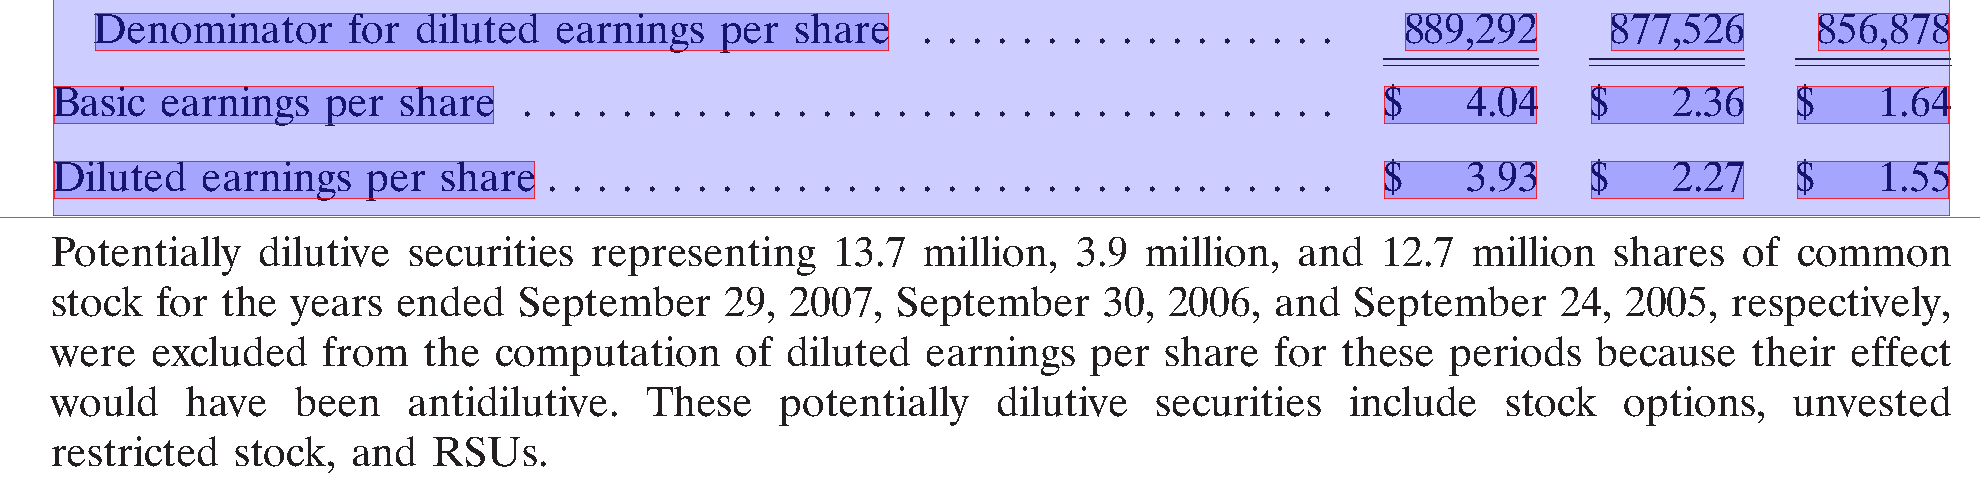 Denominator for diluted earnings per share . . . . . . . . . . . . . . . . . 889,292 877,526 856,878
Basic earnings per share . . . . . . . . . . . . . . . . . . . . . . . . . . . . . . . . . $ 4.04 $ 2.36 $ 1.64
Diluted earnings per share . . . . . . . . . . . . . . . . . . . . . . . . . . . . . . . . $ 3.93 $ 2.27 $ 1.55
Potentially dilutive securities representing 13.7 million, 3.9 million, and 12.7 million shares of common
stock for the years ended September 29, 2007, September 30, 2006, and September 24, 2005, respectively,
were excluded from the computation of diluted earnings per share for these periods because their effect
would have been antidilutive. These potentially dilutive securities include stock options, unvested
restricted stock, and RSUs.